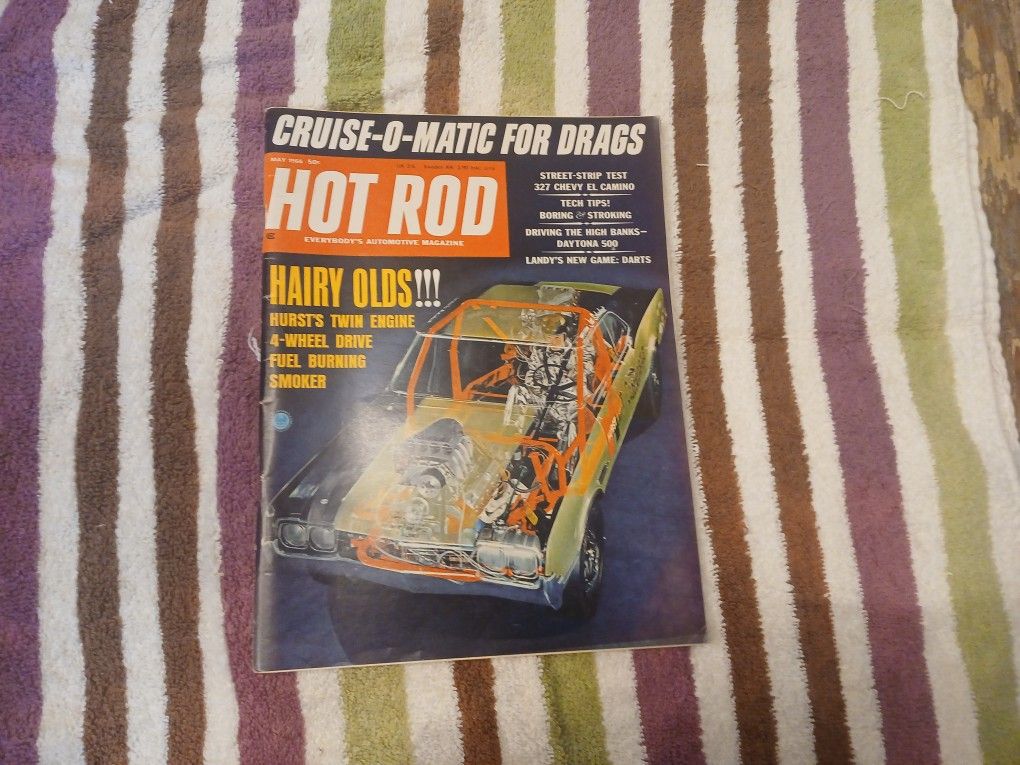 CRUISE-O-MATIC FOR DRAGS
MAY 1966 50c
HOT ROD
EVERYBODY'S AUTOMOTIVE MAGAZINE
STREET-STRIP TEST
327 CHEVY EL CAMINO
TECH TIPS!
BORING & STROKING
DRIVING THE HIGH BANKS—
DAYTONA 500
LANDY'S NEW GAME: DARTS
HAIRY OLDS!!!
HURST'S TWIN ENGINE
4-WHEEL DRIVE
FUEL BURNING
SMOKER